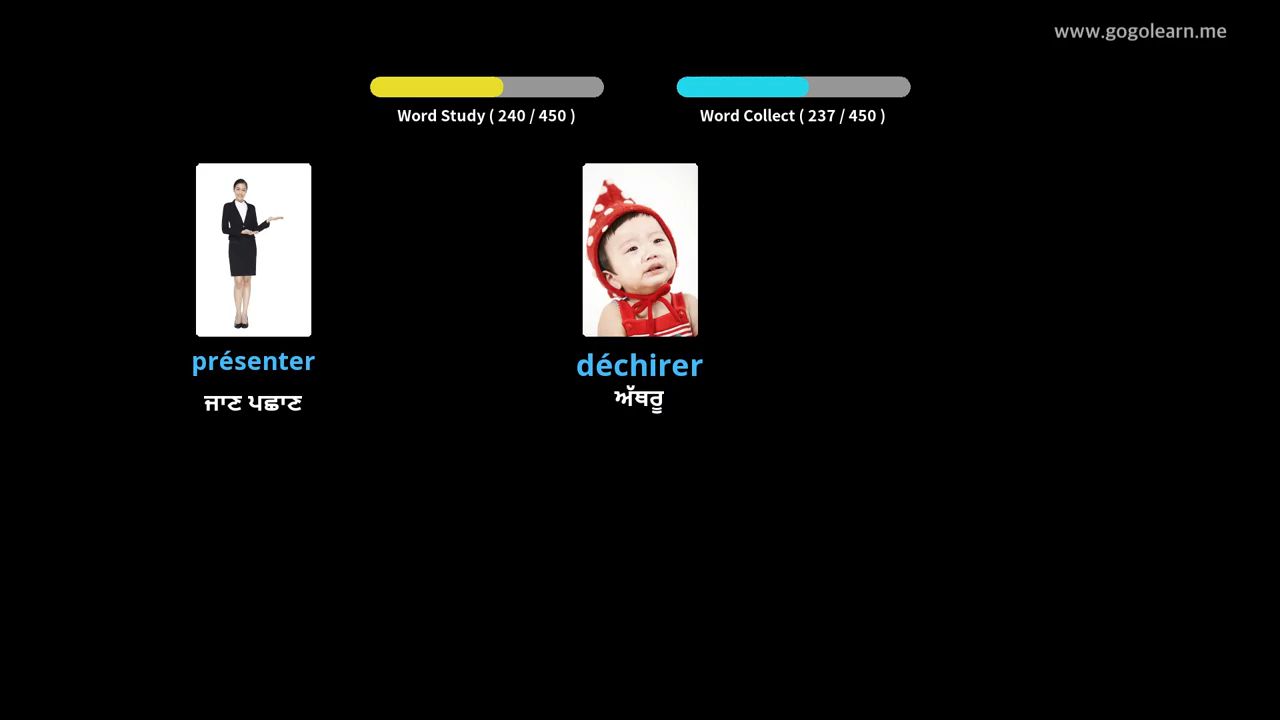 www.gogolearn.me
Word Study ( 240 / 450 )
Word Collect ( 237 / 450 )
présenter
ਜਾਣ ਪਛਾਣ
déchirer
ਅੱਥਰੂ